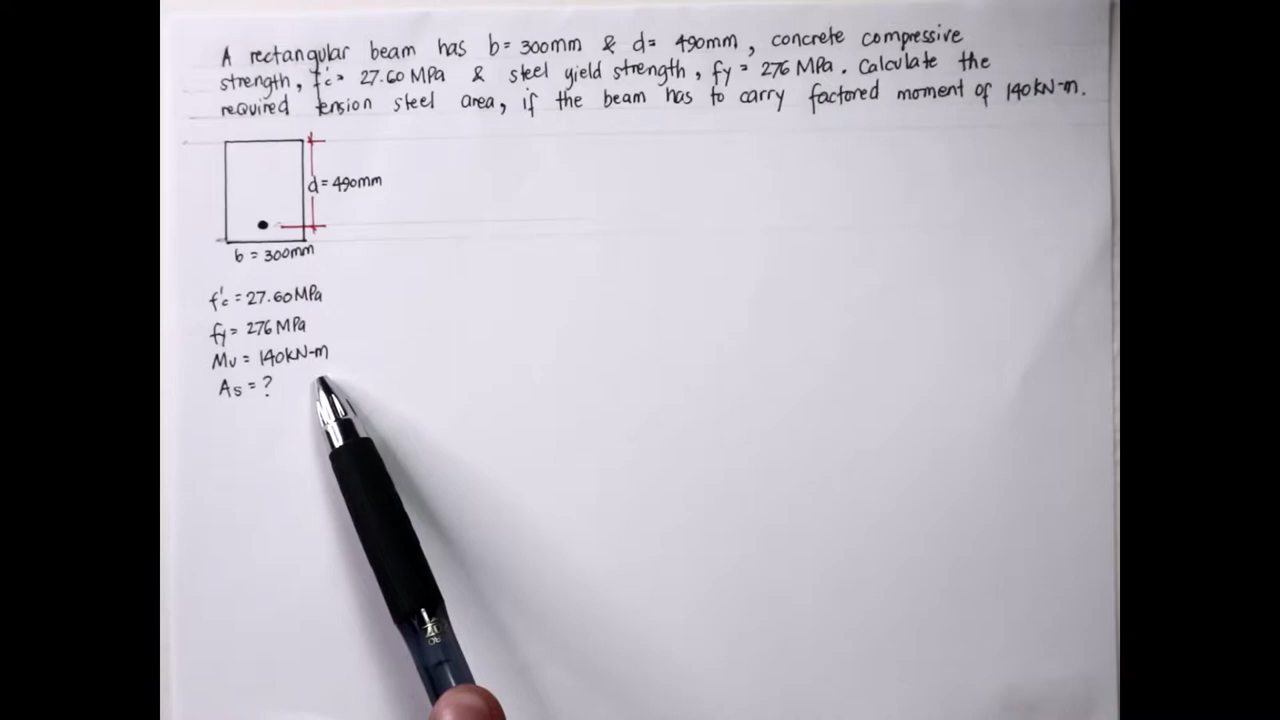 A rectangular beam has b= 300mm & d= 490mm, concrete compressive
strength, f'c= 27.60 MPa & steel yield strength, fy = 276 MPa. Calculate the
required tension steel area, if the beam has to carry factored moment of 140kN-m.
d = 490mm
b = 300mm
f'c = 27.60 MPa
fy = 276 MPa
Mu = 140kN-m
As = ?